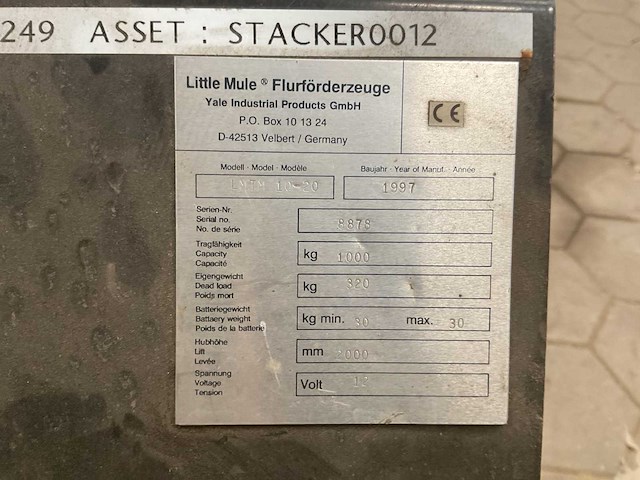 249 ASSET : STACKER0012
Little Mule ® Flurförderzeuge
Yale Industrial Products GmbH
P.O. Box 10 13 24
D-42513 Velbert / Germany
CE
Modell - Model - Modèle
Baujahr - Year of Manuf. - Année
10-20
1997
Serien-Nr.
Serial no.
No. de série
8878
Tragfähigkeit
Capacity
Capacité
kg 1000
Eigengewicht
Dead load
Poids mort
kg 320
Batteriegewicht
Battaery weight
Poids de la batterie
kg min. 30 max. 30
Hubhöhe
Lift
Levée
mm 2000
Spannung
Voltage
Tension
Volt 12